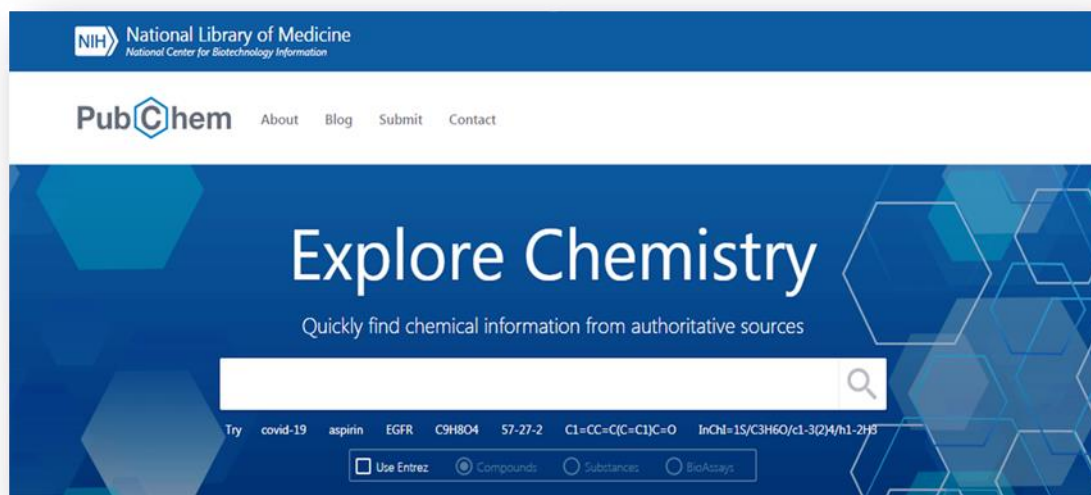 NIH National Library of Medicine
National Center for Biotechnology Information
PubChem About Blog Submit Contact
Explore Chemistry
Quickly find chemical information from authoritative sources
Try covid-19 aspirin EGFR C9H8O4 57-27-2 C1=CC=C(C=C1)C=O InChI=1S/C3H6O/c1-3(2)4/h1-2H3
Use Entrez Compounds Substances BioAssays